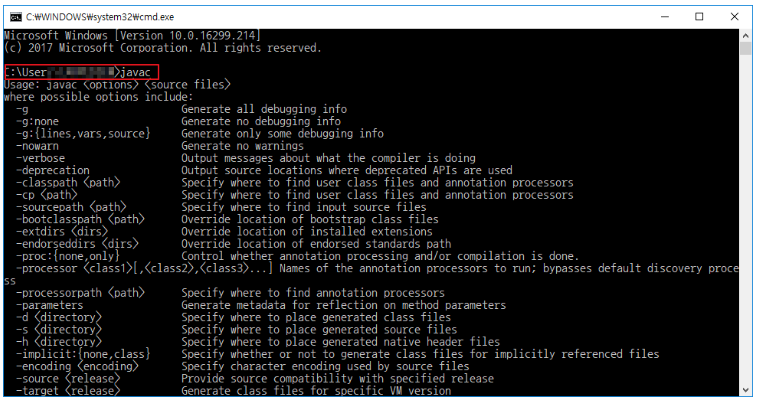 C:₩WINDOWS₩system32₩cmd.exe
Microsoft Windows [Version 10.0.16299.214]
(c) 2017 Microsoft Corporation. All rights reserved.
C:\User >javac
Usage: javac <options> <source files>
where possible options include:
-g Generate all debugging info
-g:none Generate no debugging info
-g:{lines,vars,source} Generate only some debugging info
-nowarn Generate no warnings
-verbose Output messages about what the compiler is doing
-deprecation Output source locations where deprecated APIs are used
-classpath <path> Specify where to find user class files and annotation processors
-cp <path> Specify where to find user class files and annotation processors
-sourcepath <path> Specify where to find input source files
-bootclasspath <path> Override location of bootstrap class files
-extdirs <dirs> Override location of installed extensions
-endorseddirs <dirs> Override location of endorsed standards path
-proc:{none,only} Control whether annotation processing and/or compilation is done.
-processor <class1>[,<class2>,<class3>...] Names of the annotation processors to run; bypasses default discovery proce
ss
-processorpath <path> Specify where to find annotation processors
-parameters Generate metadata for reflection on method parameters
-d <directory> Specify where to place generated class files
-s <directory> Specify where to place generated source files
-h <directory> Specify where to place generated native header files
-implicit:{none,class} Specify whether or not to generate class files for implicitly referenced files
-encoding <encoding> Specify character encoding used by source files
-source <release> Provide source compatibility with specified release
-target <release> Generate class files for specific VM version